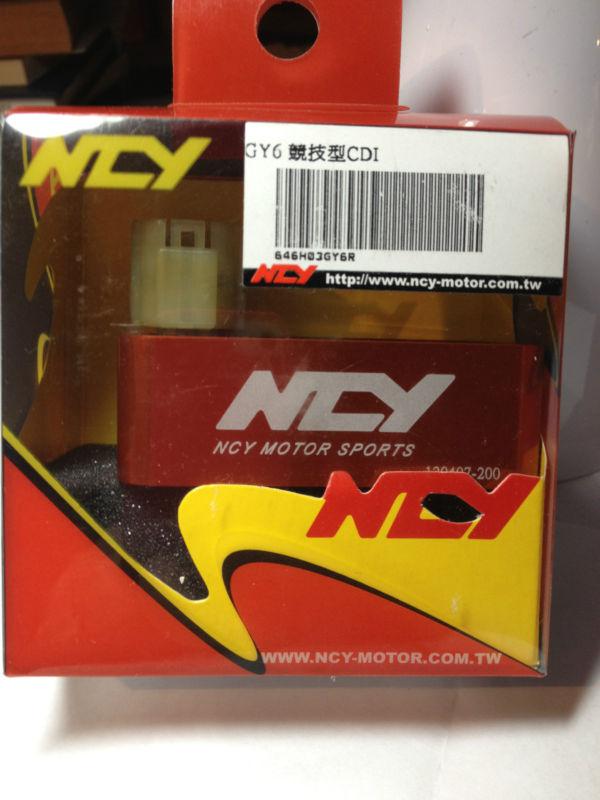 NCY
GY6 競技型CDI
646H03GY6R
NCY http://www.ncy-motor.com.tw
NCY
NCY MOTOR SPORTS
NCY
WWW.NCY-MOTOR.COM.TW